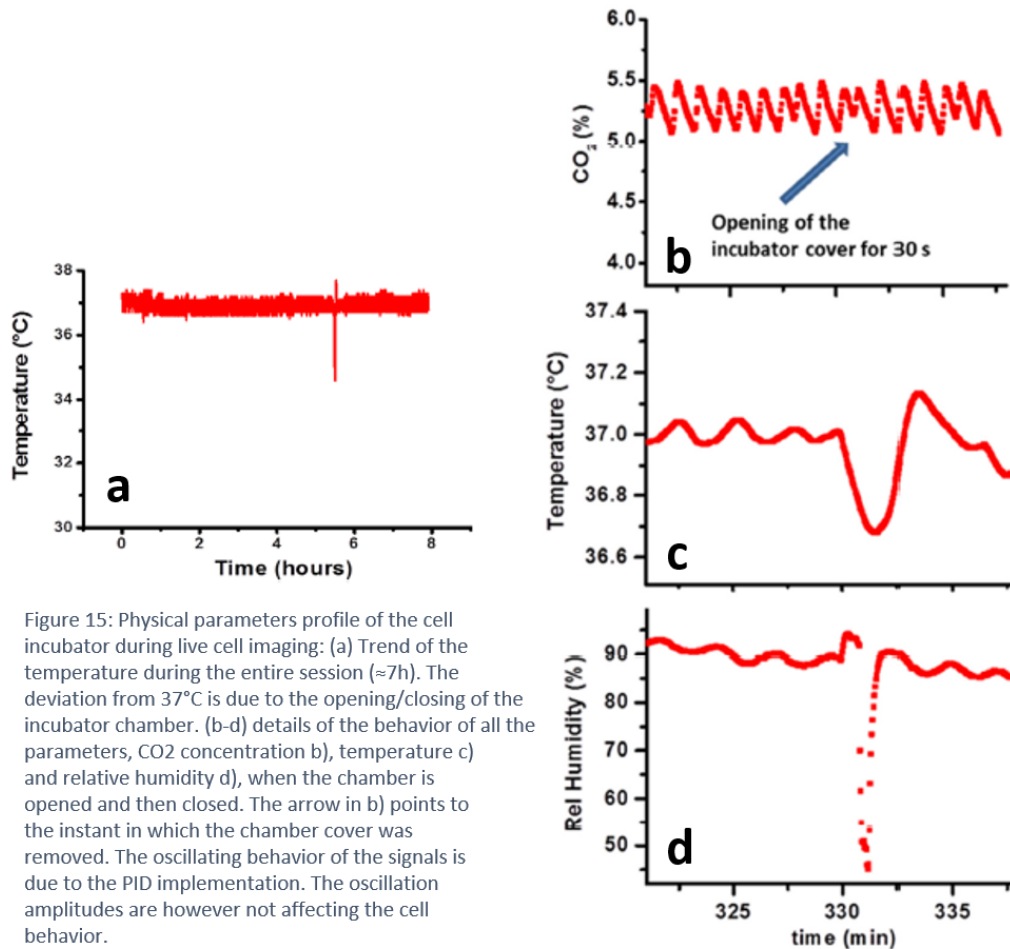 38
36
34
32
30
Temperature (°C)
a
0 2 4 6 8
Time (hours)
Figure 15: Physical parameters profile of the cell
incubator during live cell imaging: (a) Trend of the
temperature during the entire session (≈7h). The
deviation from 37°C is due to the opening/closing of the
incubator chamber. (b-d) details of the behavior of all the
parameters, CO2 concentration b), temperature c)
and relative humidity d), when the chamber is
opened and then closed. The arrow in b) points to
the instant in which the chamber cover was
removed. The oscillating behavior of the signals is
due to the PID implementation. The oscillation
amplitudes are however not affecting the cell
behavior.
6.0
5.5
5.0
4.5
4.0
CO₂ (%)
Opening of the
incubator cover for 30 s
b
37.4
37.2
37.0
36.8
36.6
Temperature (°C)
c
90
80
70
60
50
Rel Humidity (%)
d
325 330 335
time (min)